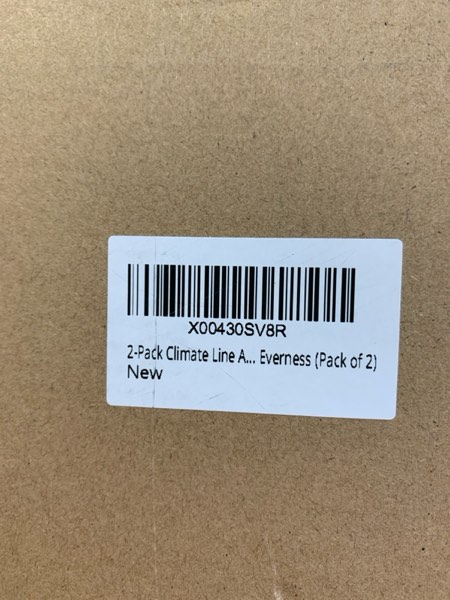 X00430SV8R
2-Pack Climate Line A... Everness (Pack of 2)
New